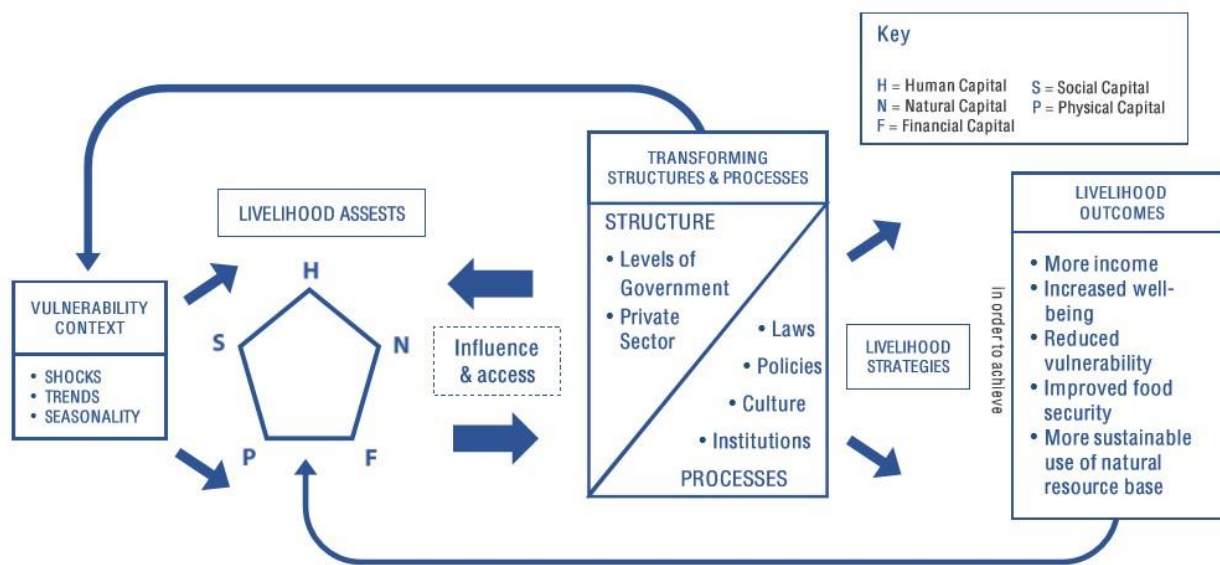 Key
H = Human Capital
S = Social Capital
N = Natural Capital
P = Physical Capital
F = Financial Capital
TRANSFORMING
STRUCTURES & PROCESSES
STRUCTURE
• Levels of
Government
• Private
Sector
• Laws
• Policies
• Culture
• Institutions
PROCESSES
LIVELIHOOD ASSESTS
H
S
N
P
F
VULNERABILITY
CONTEXT
• SHOCKS
• TRENDS
• SEASONALITY
Influence
& access
LIVELIHOOD
STRATEGIES
in order to achieve
LIVELIHOOD
OUTCOMES
• More income
• Increased well-
being
• Reduced
vulnerability
• Improved food
security
• More sustainable
use of natural
resource base